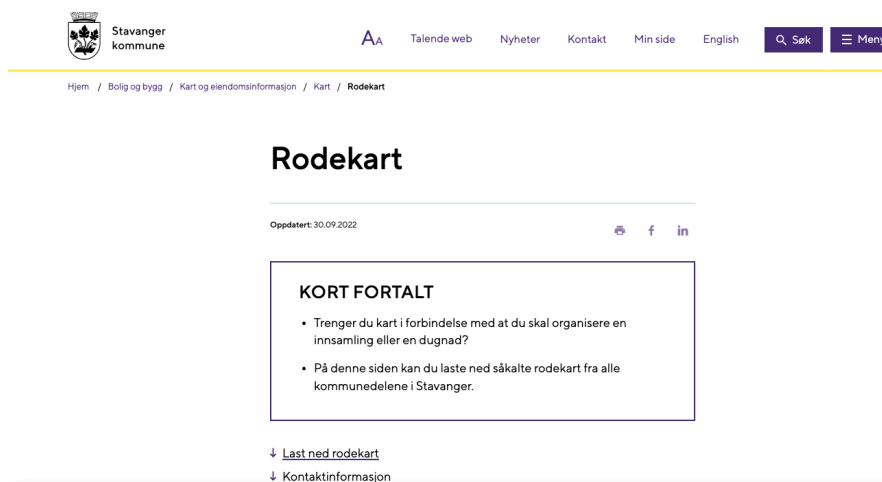 Stavanger
kommune
AA Talende web Nyheter Kontakt Min side English Søk Meny
Hjem / Bolig og bygg / Kart og eiendomsinformasjon / Kart / Rodekart
Rodekart
Oppdatert: 30.09.2022
KORT FORTALT
• Trenger du kart i forbindelse med at du skal organisere en
innsamling eller en dugnad?
• På denne siden kan du laste ned såkalte rodekart fra alle
kommunedelene i Stavanger.
↓ Last ned rodekart
↓ Kontaktinformasjon